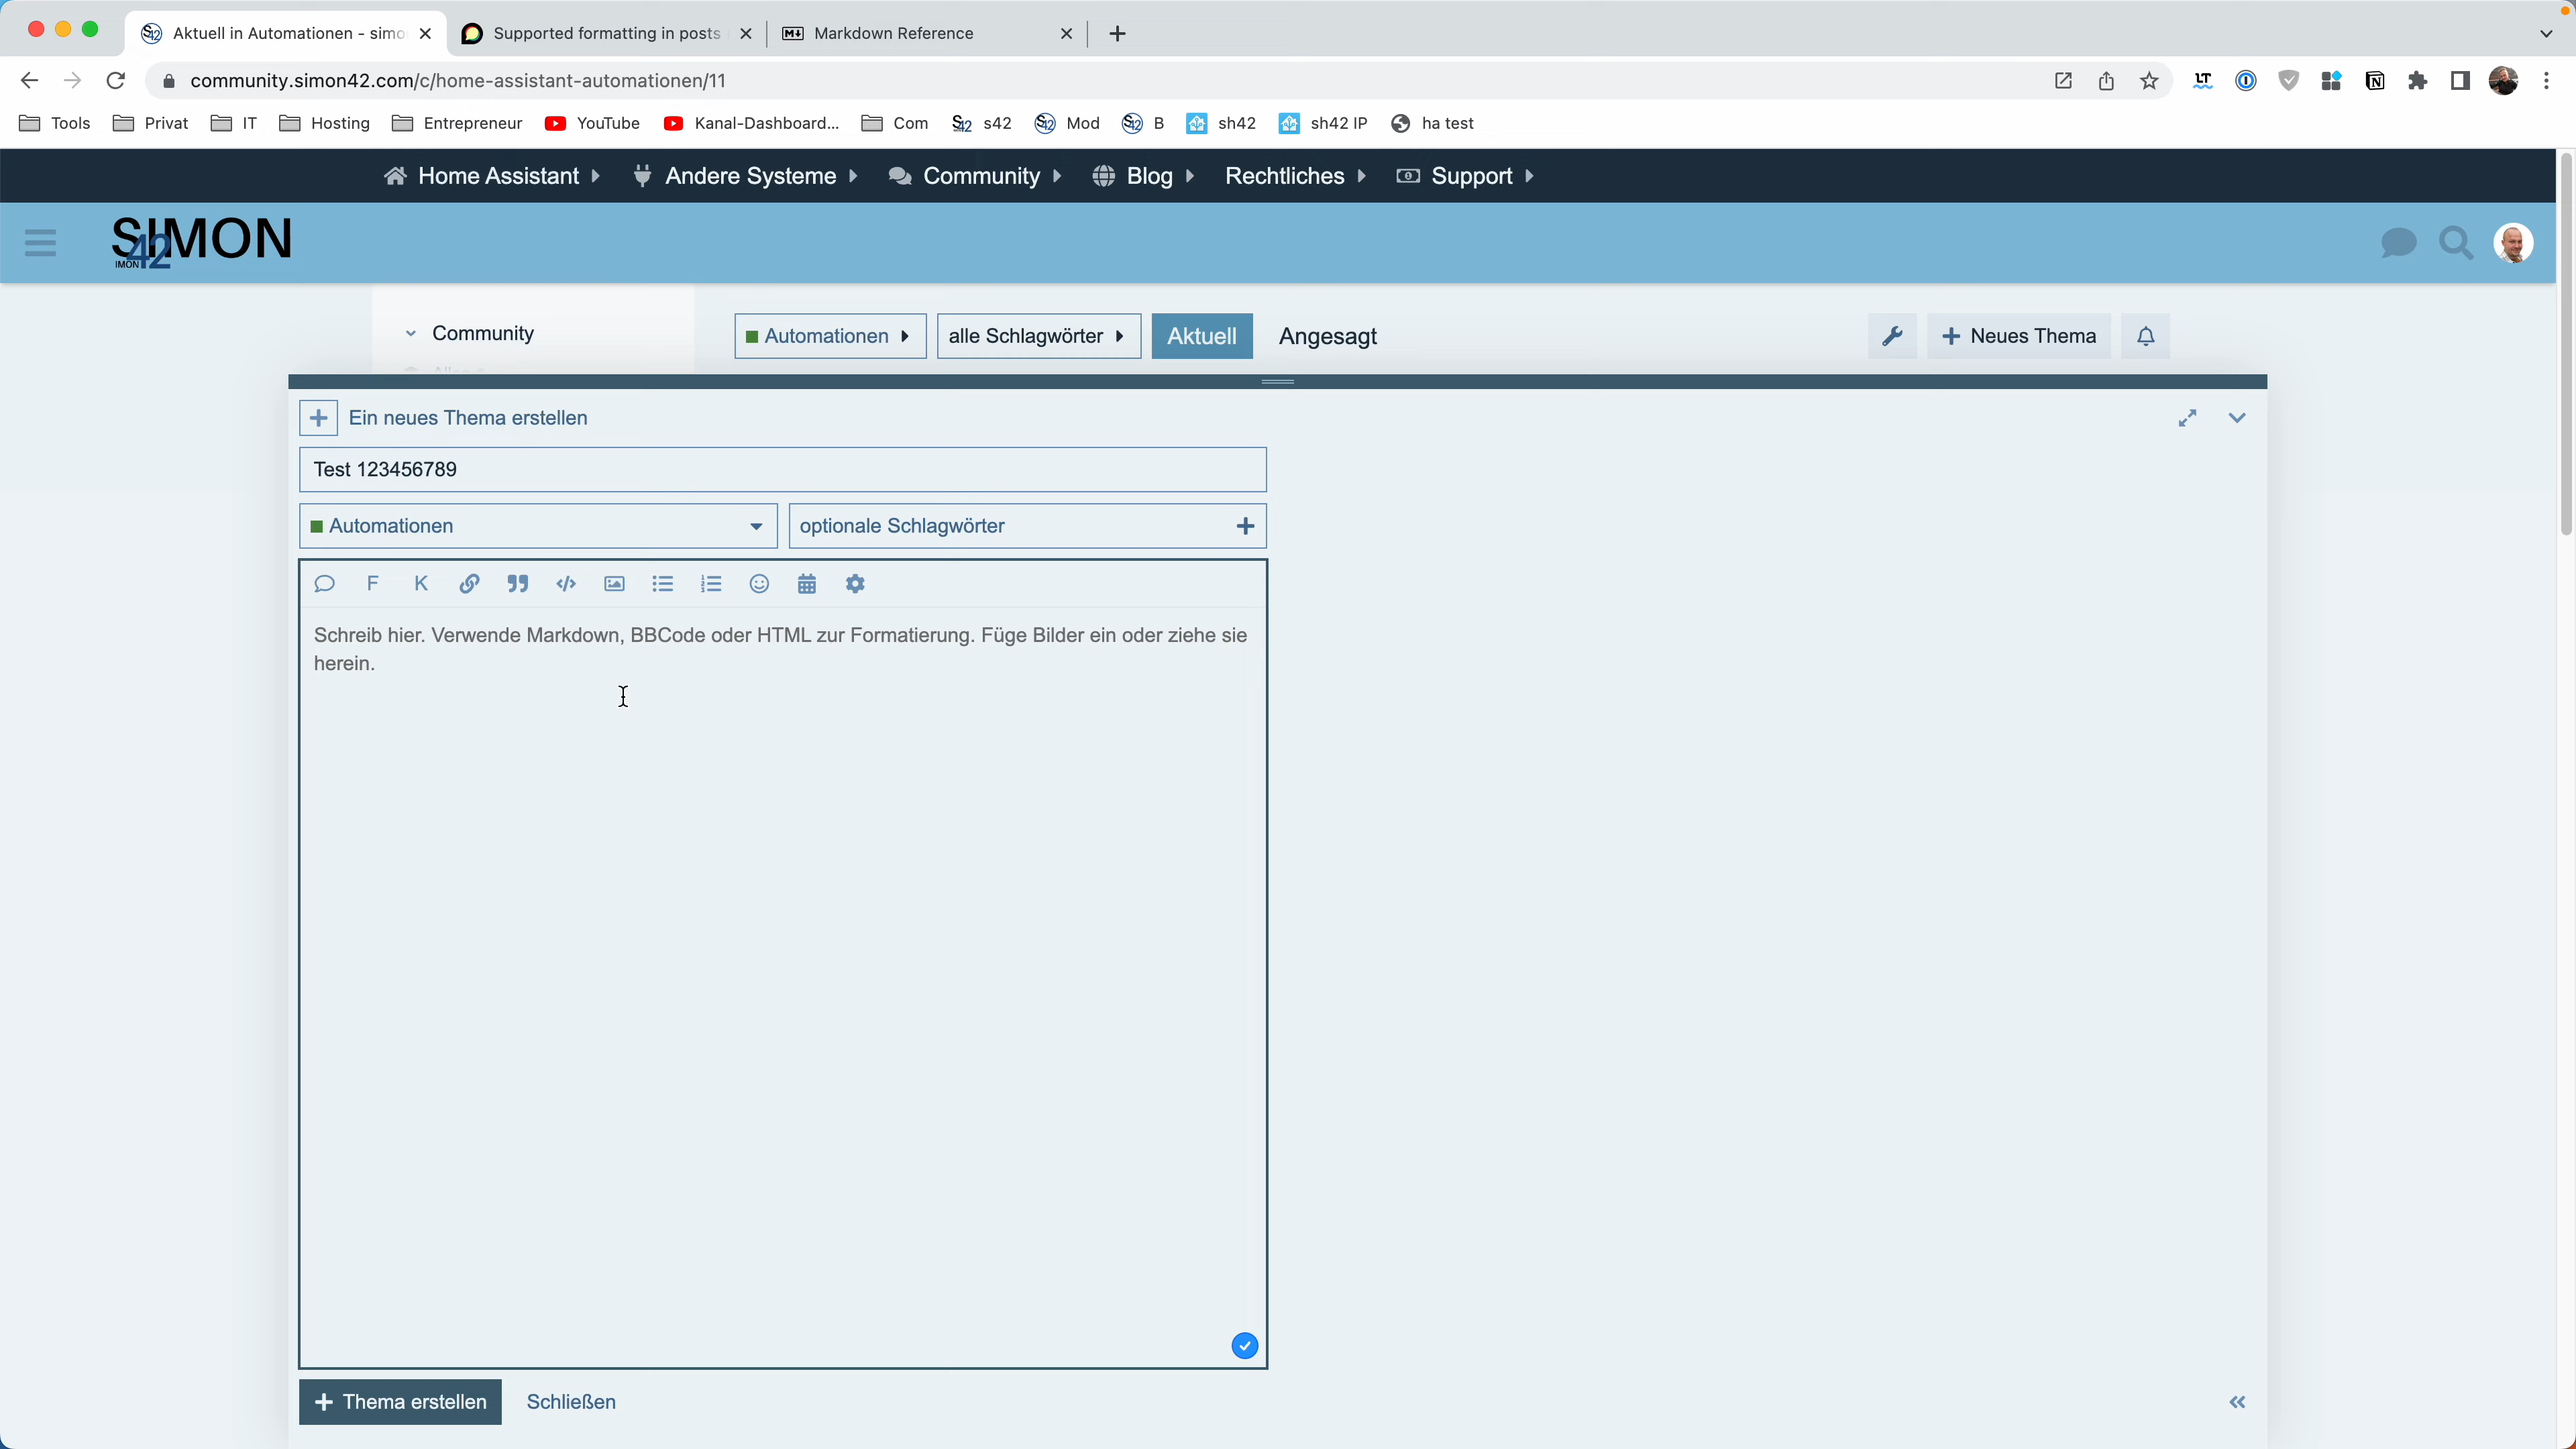 Aktuell in Automationen - simo
Supported formatting in posts
Markdown Reference
community.simon42.com/c/home-assistant-automationen/11
Tools Privat IT Hosting Entrepreneur YouTube Kanal-Dashboard... Com s42 Mod B sh42 sh42 IP ha test
Home Assistant Andere Systeme Community Blog Rechtliches Support
SIMON
42
IMON
Community
Automationen alle Schlagwörter Aktuell Angesagt
Neues Thema
Ein neues Thema erstellen
Test 123456789
Automationen
optionale Schlagwörter
F K
Schreib hier. Verwende Markdown, BBCode oder HTML zur Formatierung. Füge Bilder ein oder ziehe sie
herein.
Thema erstellen Schließen